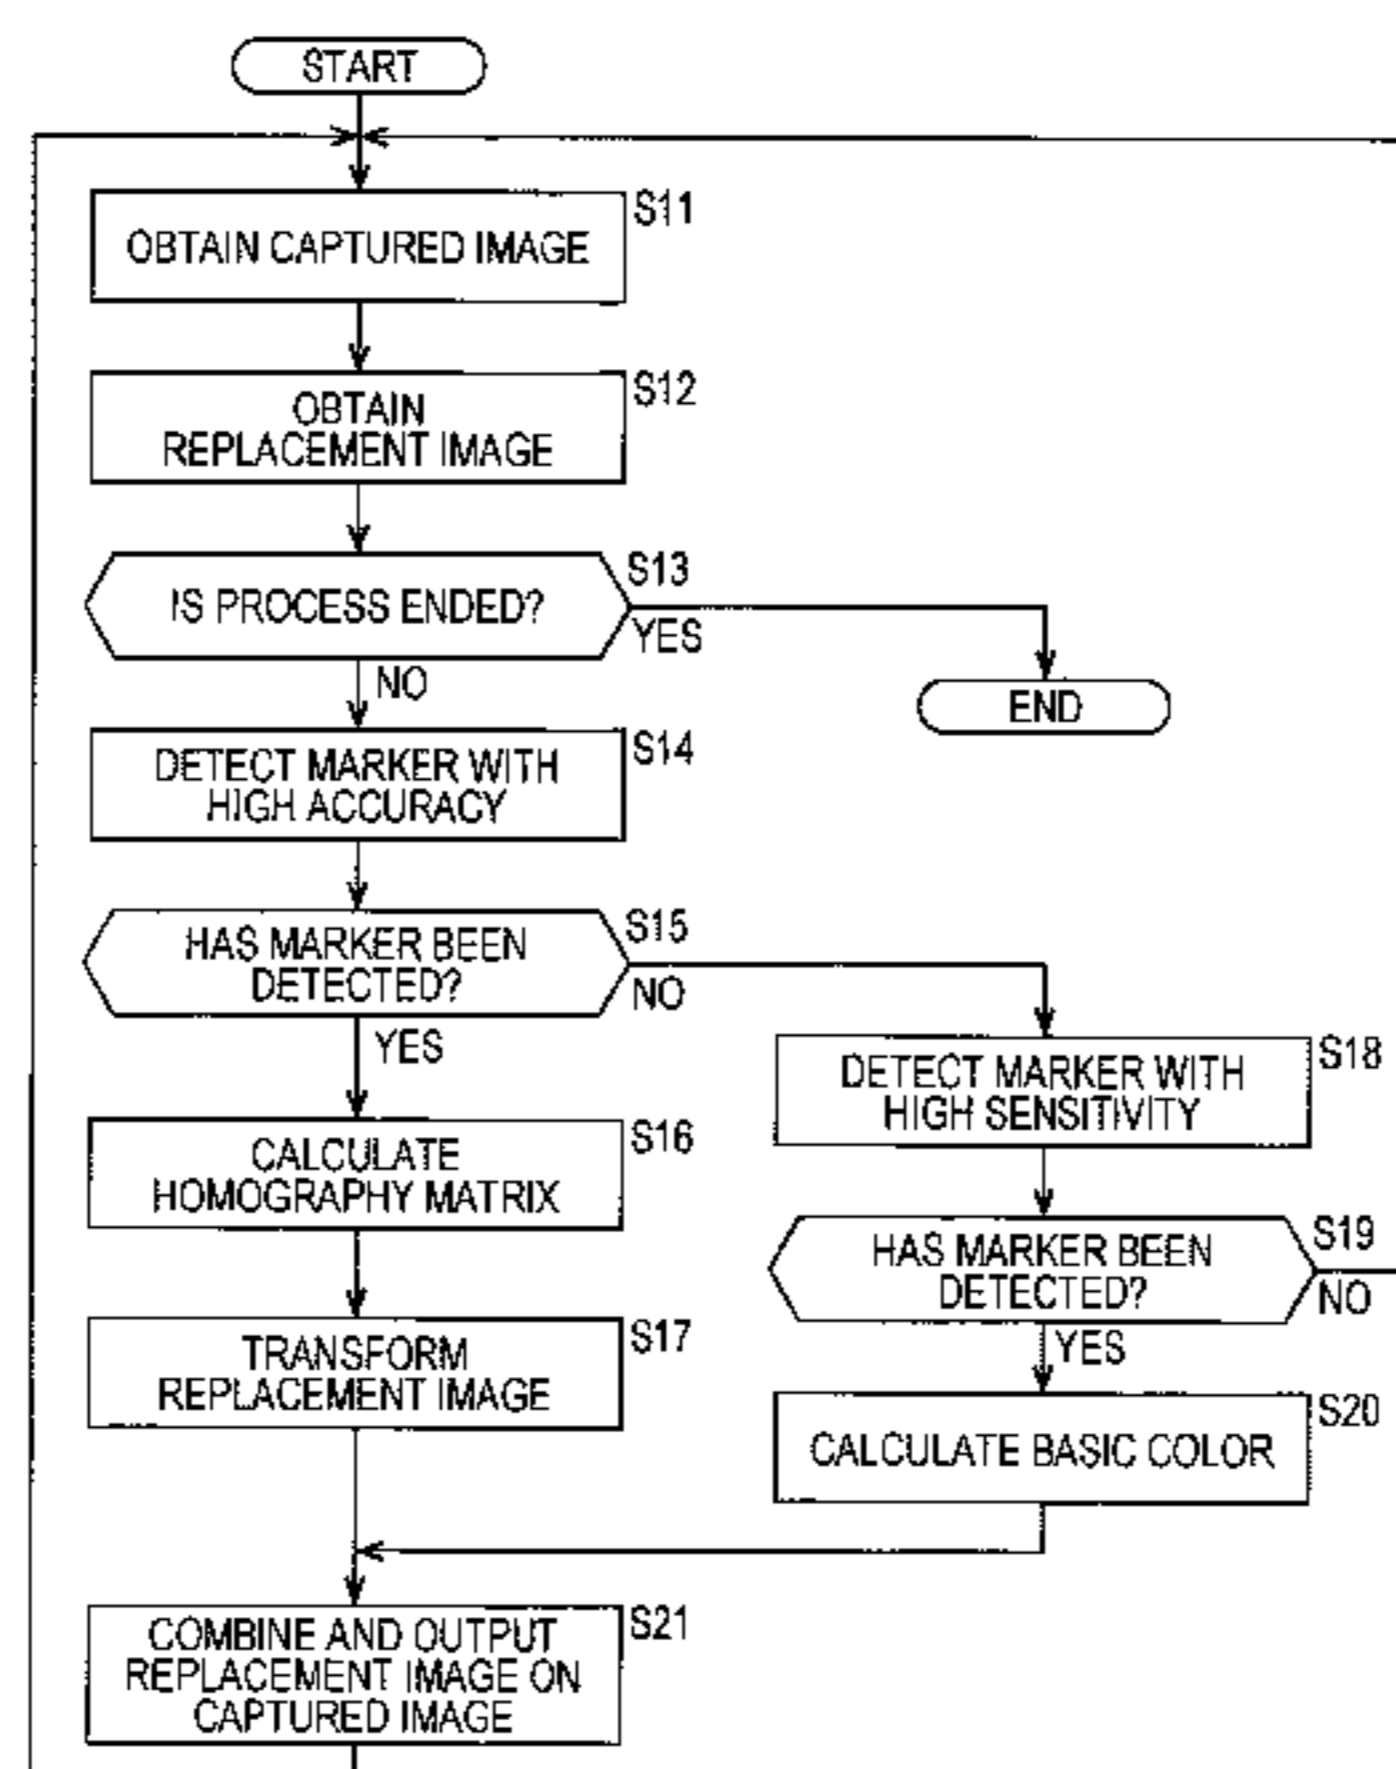 START
S11
OBTAIN CAPTURED IMAGE
S12
OBTAIN
REPLACEMENT IMAGE
S13
IS PROCESS ENDED?
YES
NO
END
S14
DETECT MARKER WITH
HIGH ACCURACY
S15
HAS MARKER BEEN
DETECTED?
NO
YES
S18
DETECT MARKER WITH
HIGH SENSITIVITY
S16
CALCULATE
HOMOGRAPHY MATRIX
S19
HAS MARKER BEEN
DETECTED?
NO
YES
S17
TRANSFORM
REPLACEMENT IMAGE
S20
CALCULATE BASIC COLOR
S21
COMBINE AND OUTPUT
REPLACEMENT IMAGE ON
CAPTURED IMAGE